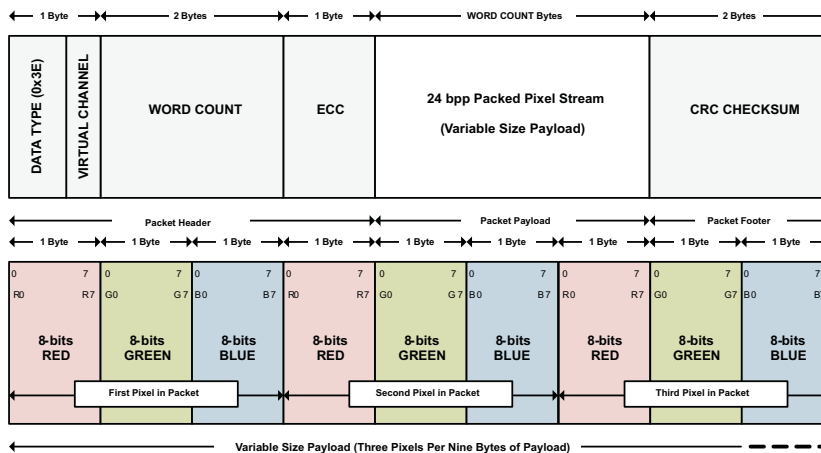 1 Byte 2 Bytes 1 Byte WORD COUNT Bytes 2 Bytes
DATA TYPE (0x3E)
VIRTUAL CHANNEL
WORD COUNT
ECC
24 bpp Packed Pixel Stream
(Variable Size Payload)
CRC CHECKSUM
Packet Header Packet Payload Packet Footer
1 Byte 1 Byte 1 Byte 1 Byte 1 Byte 1 Byte 1 Byte 1 Byte 1 Byte
0 7 0 7 0 7 0 7 0 7 0 7 0 7 0 7 0 7
R0 R7 G0 G7 B0 B7 R0 R7 G0 G7 B0 B7 R0 R7 G0 G7 B0
8-bits 8-bits 8-bits 8-bits 8-bits 8-bits 8-bits 8-bits 8-bits
RED GREEN BLUE RED GREEN BLUE RED GREEN BLUE
First Pixel in Packet Second Pixel in Packet Third Pixel in Packet
Variable Size Payload (Three Pixels Per Nine Bytes of Payload)